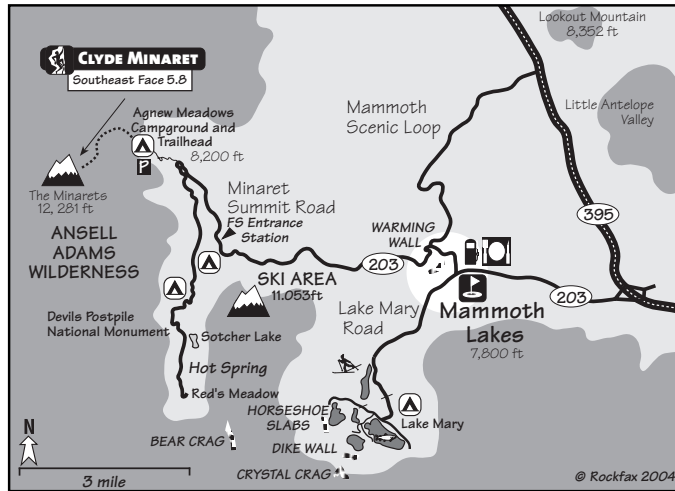 Lookout Mountain
8,352 ft
CLYDE MINARET
Southeast Face 5.8
Agnew Meadows
Campground and
Trailhead
8,200 ft
P
Mammoth
Scenic Loop
Little Antelope
Valley
The Minarets
12, 281 ft
Minaret
Summit Road
FS Entrance
Station
WARMING
WALL
395
ANSELL
ADAMS
WILDERNESS
SKI AREA
11.053ft
203
203
Lake Mary
Road
Mammoth
Lakes
7,800 ft
Devils Postpile
National Monument
Sotcher Lake
Hot Spring
Red's Meadow
HORSESHOE
SLABS
Lake Mary
BEAR CRAG
DIKE WALL
CRYSTAL CRAG
N
3 mile
© Rockfax 2004